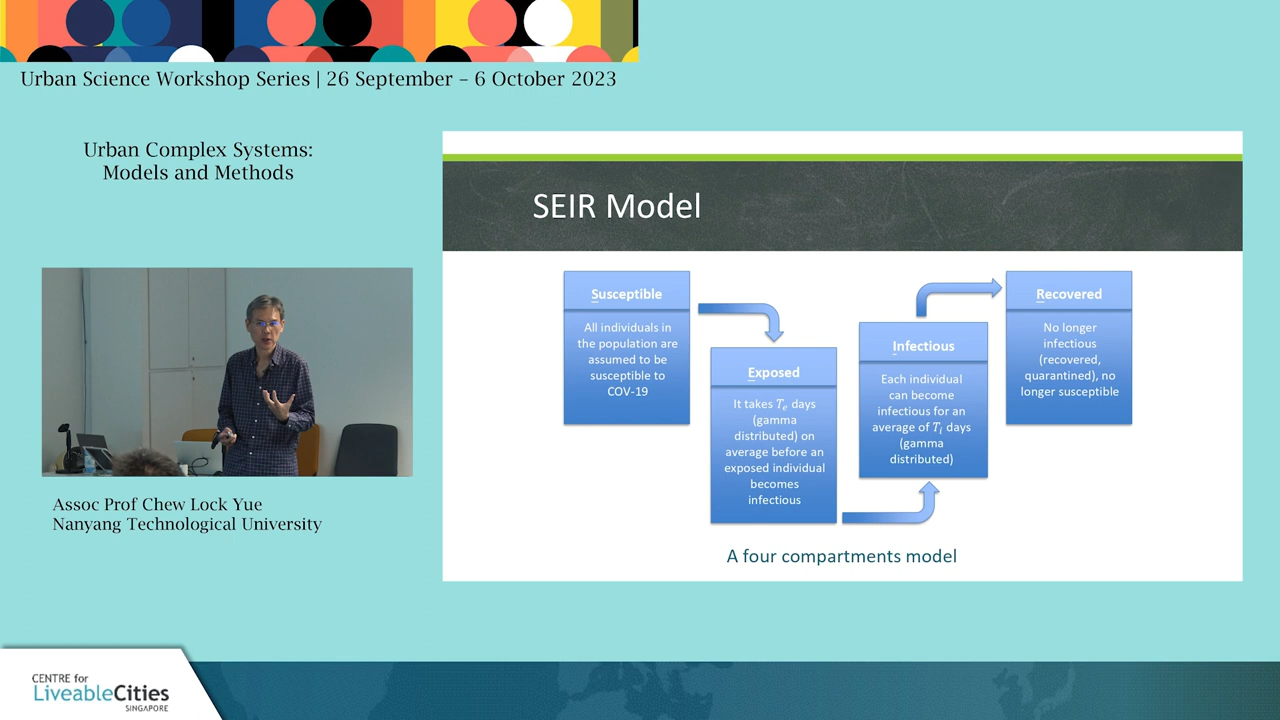 Urban Science Workshop Series | 26 September – 6 October 2023
Urban Complex Systems:
Models and Methods
Assoc Prof Chew Lock Yue
Nanyang Technological University
SEIR Model
Susceptible
All individuals in
the population are
assumed to be
susceptible to
COV-19
Exposed
It takes Te days
(gamma
distributed) on
average before an
exposed individual
becomes
infectious
Infectious
Each individual
can become
infectious for an
average of Ti days
(gamma
distributed)
Recovered
No longer
infectious
(recovered,
quarantined), no
longer susceptible
A four compartments model
CENTRE for
LiveableCities
SINGAPORE